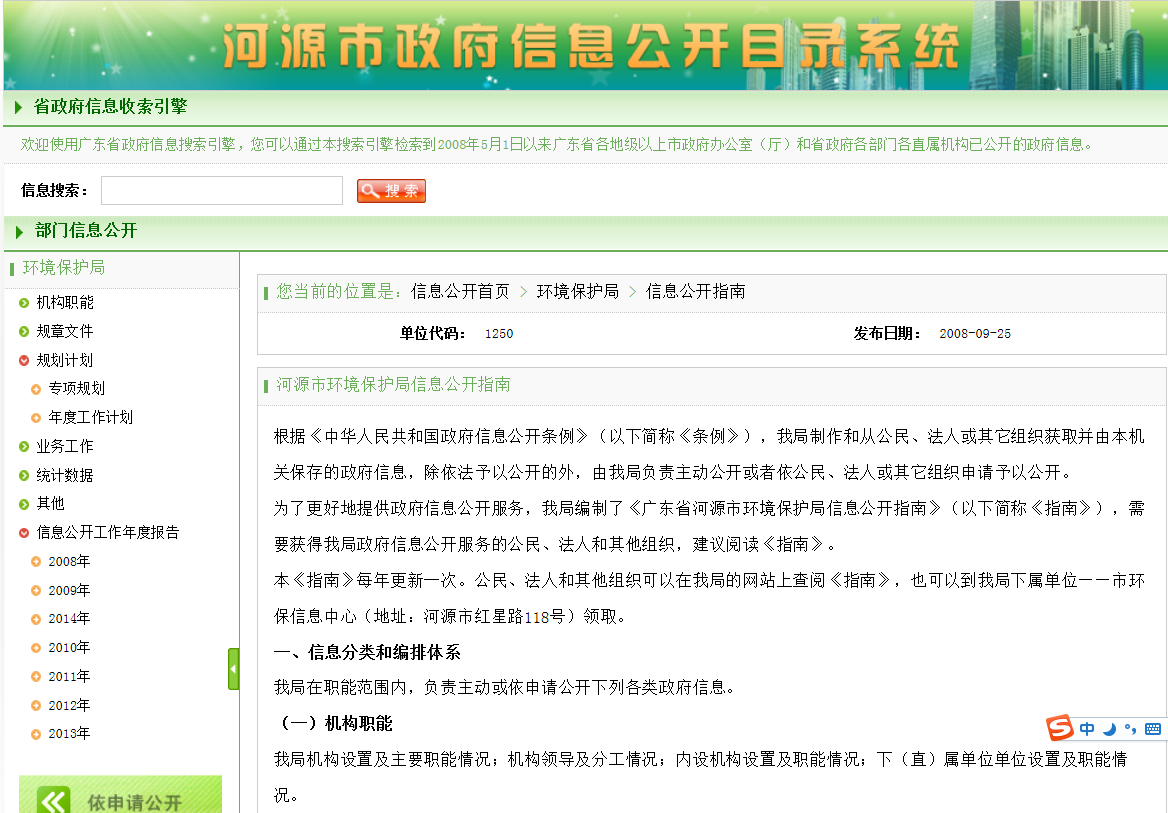 河源市政府信息公开目录系统
省政府信息收索引擎
欢迎使用广东省政府信息搜索引擎，您可以通过本搜索引擎检索到2008年5月1日以来广东省各地级以上市政府办公室（厅）和省政府各部门各直属机构已公开的政府信息。
信息搜索：
搜索
部门信息公开
环境保护局
机构职能
规章文件
规划计划
专项规划
年度工作计划
业务工作
统计数据
其他
信息公开工作年度报告
2008年
2009年
2014年
2010年
2011年
2012年
2013年
依申请公开
您当前的位置是：信息公开首页 > 环境保护局 > 信息公开指南
单位代码： 1250 发布日期： 2008-09-25
河源市环境保护局信息公开指南
根据《中华人民共和国政府信息公开条例》（以下简称《条例》），我局制作和从公民、法人或其它组织获取并由本机
关保存的政府信息，除依法予以公开的外，由我局负责主动公开或者依公民、法人或其它组织申请予以公开。
为了更好地提供政府信息公开服务，我局编制了《广东省河源市环境保护局信息公开指南》（以下简称《指南》），需
要获得我局政府信息公开服务的公民、法人和其他组织，建议阅读《指南》。
本《指南》每年更新一次。公民、法人和其他组织可以在我局的网站上查阅《指南》，也可以到我局下属单位——市环
保信息中心（地址：河源市红星路118号）领取。
一、信息分类和编排体系
我局在职能范围内，负责主动或依申请公开下列各类政府信息。
（一）机构职能
我局机构设置及主要职能情况；机构领导及分工情况；内设机构设置及职能情况；下（直）属单位单位设置及职能情
况。
S 中